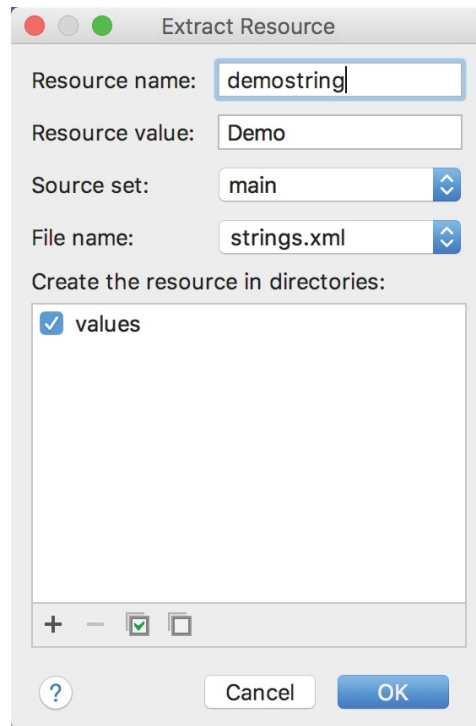 Extract Resource
Resource name: demostring
Resource value: Demo
Source set: main
File name: strings.xml
Create the resource in directories:
values
? Cancel OK